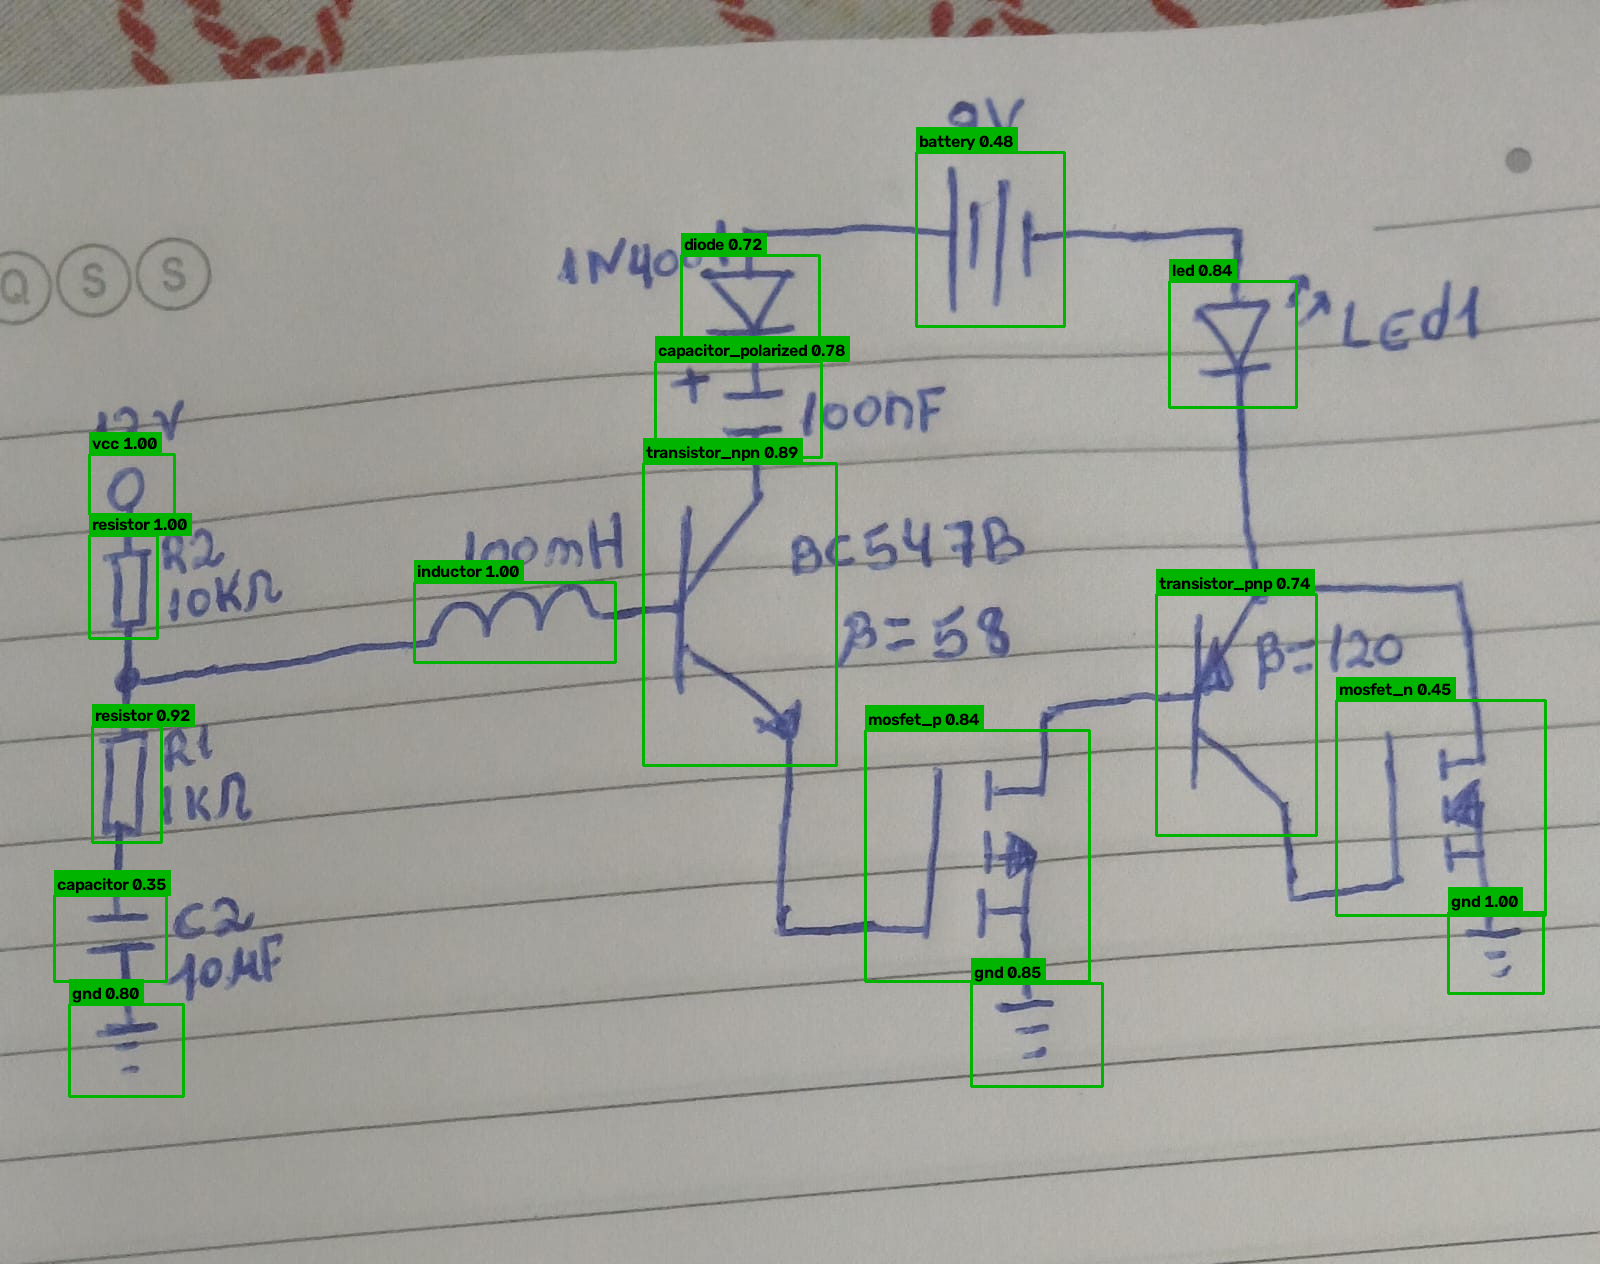 9V
battery 0.48
diode 0.72
1N4001
led 0.84
LEd1
Q S S
capacitor_polarized 0.78
+ 100nF
12V
vcc 1.00
transistor_npn 0.89
resistor 1.00
R2
10KΩ
100mH
inductor 1.00
BC547B
β=58
transistor_pnp 0.74
β=120
mosfet_n 0.45
resistor 0.92
R1
1KΩ
mosfet_p 0.84
capacitor 0.35
C2
10µF
gnd 1.00
gnd 0.85
gnd 0.80